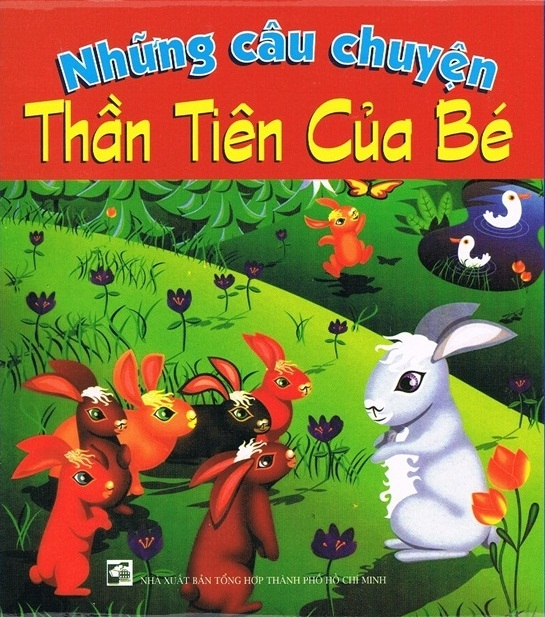 Những câu chuyện
Thần Tiên Của Bé
NHÀ XUẤT BẢN TỔNG HỢP THÀNH PHỐ HỒ CHÍ MINH